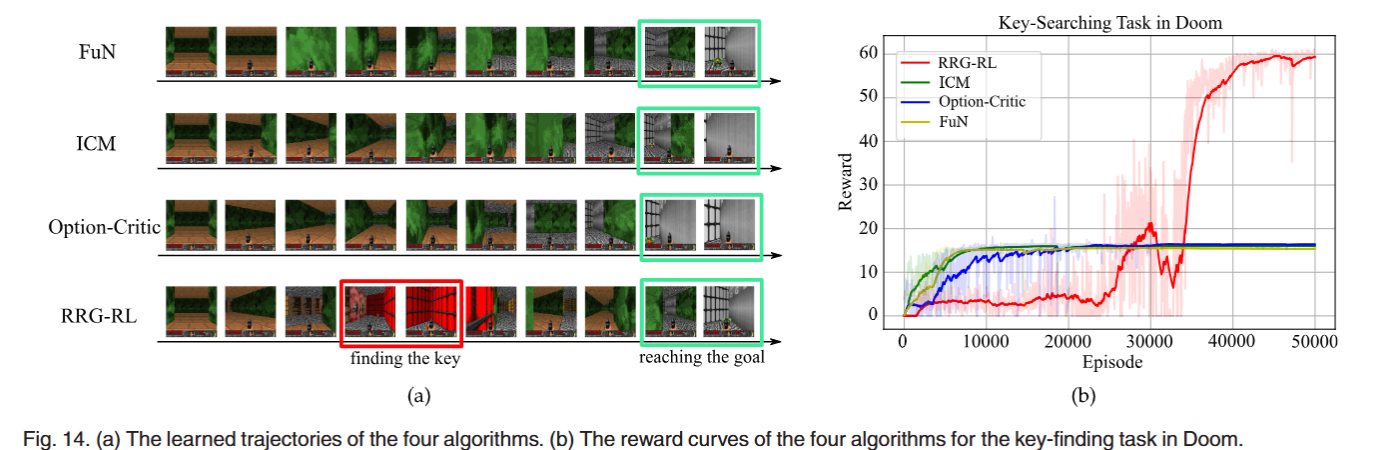 FuN
ICM
Option-Critic
RRG-RL
finding the key
reaching the goal
(a)
Key-Searching Task in Doom
RRG-RL
ICM
Option-Critic
FuN
Reward
60
50
40
30
20
10
0
0 10000 20000 30000 40000 50000
Episode
(b)
Fig. 14. (a) The learned trajectories of the four algorithms. (b) The reward curves of the four algorithms for the key-finding task in Doom.